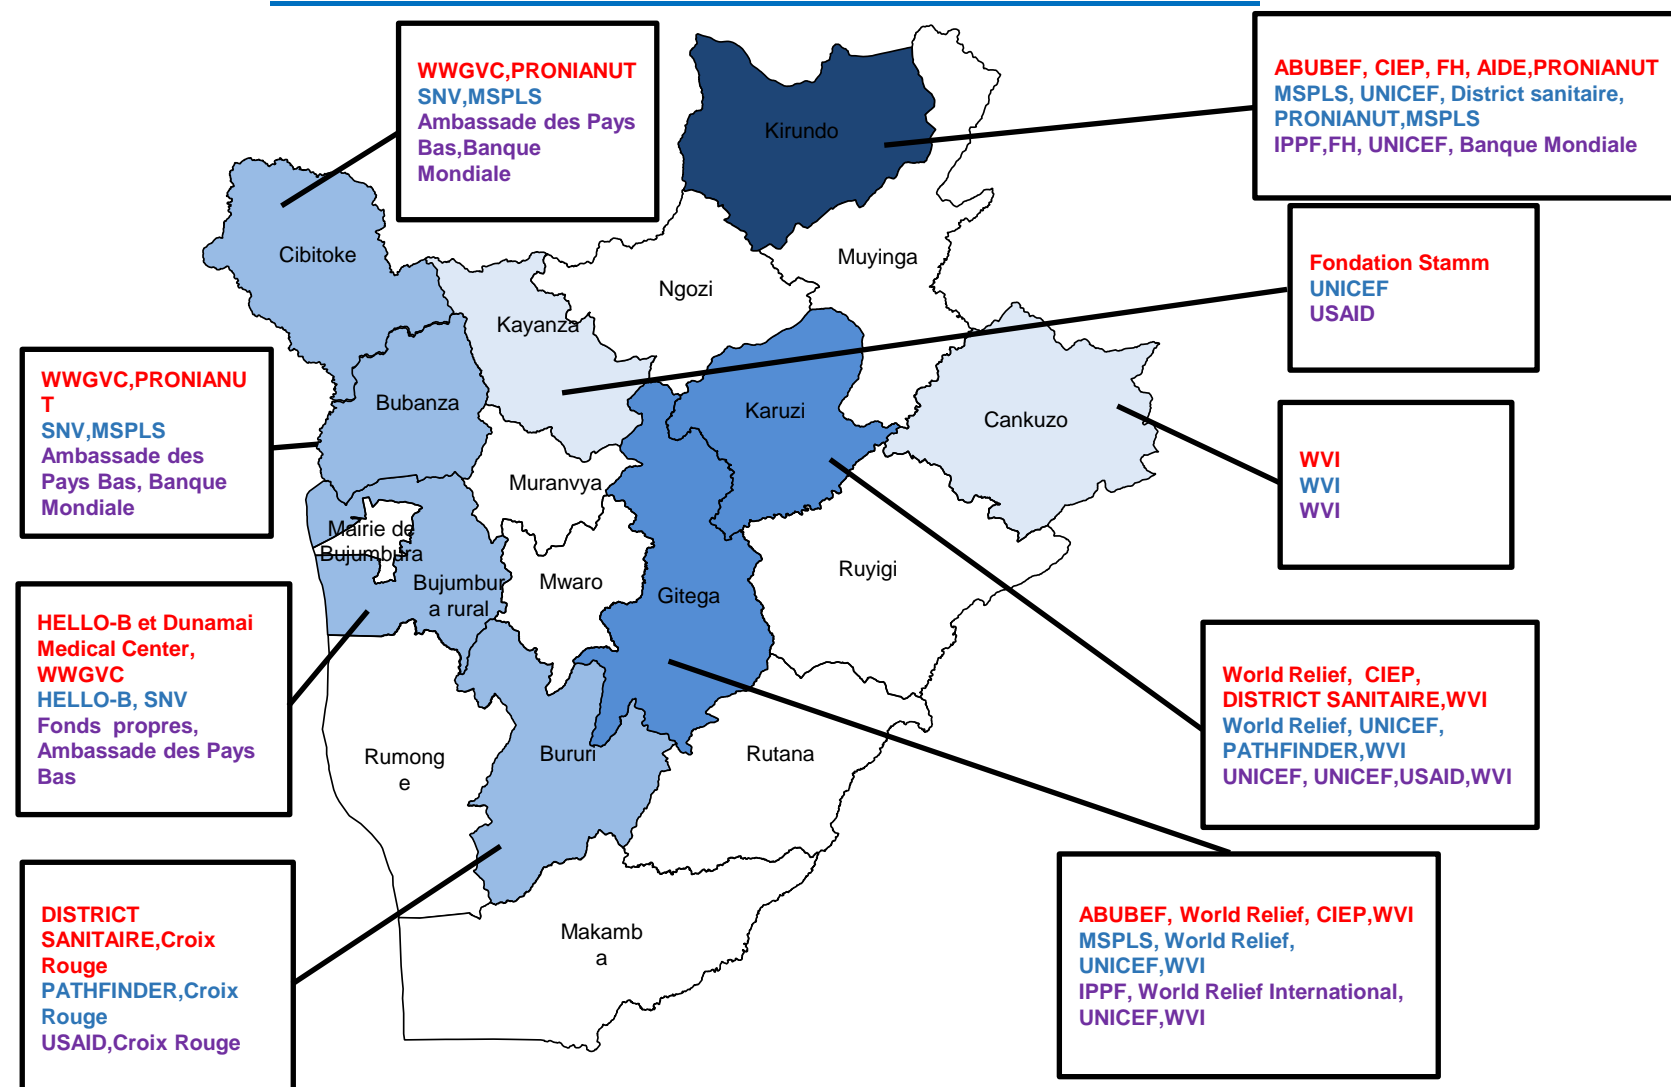 WWGVC,PRONIANUT
SNV,MSPLS
Ambassade des Pays
Bas,Banque
Mondiale
ABUBEF, CIEP, FH, AIDE,PRONIANUT
MSPLS, UNICEF, District sanitaire,
PRONIANUT,MSPLS
IPPF,FH, UNICEF, Banque Mondiale
Kirundo
Cibitoke
Muyinga
Ngozi
Kayanza
Fondation Stamm
UNICEF
USAID
WWGVC,PRONIANU
T
SNV,MSPLS
Ambassade des
Pays Bas, Banque
Mondiale
Bubanza
Karuzi
Cankuzo
WVI
WVI
WVI
Muranvya
Mairie de
Bujumbura
Bujumbur
a rural
Mwaro
Gitega
Ruyigi
HELLO-B et Dunamai
Medical Center,
WWGVC
HELLO-B, SNV
Fonds propres,
Ambassade des Pays
Bas
World Relief, CIEP,
DISTRICT SANITAIRE,WVI
World Relief, UNICEF,
PATHFINDER,WVI
UNICEF, UNICEF,USAID,WVI
Rumong
e
Bururi
Rutana
DISTRICT
SANITAIRE,Croix
Rouge
PATHFINDER,Croix
Rouge
USAID,Croix Rouge
Makamb
a
ABUBEF, World Relief, CIEP,WVI
MSPLS, World Relief,
UNICEF,WVI
IPPF, World Relief International,
UNICEF,WVI